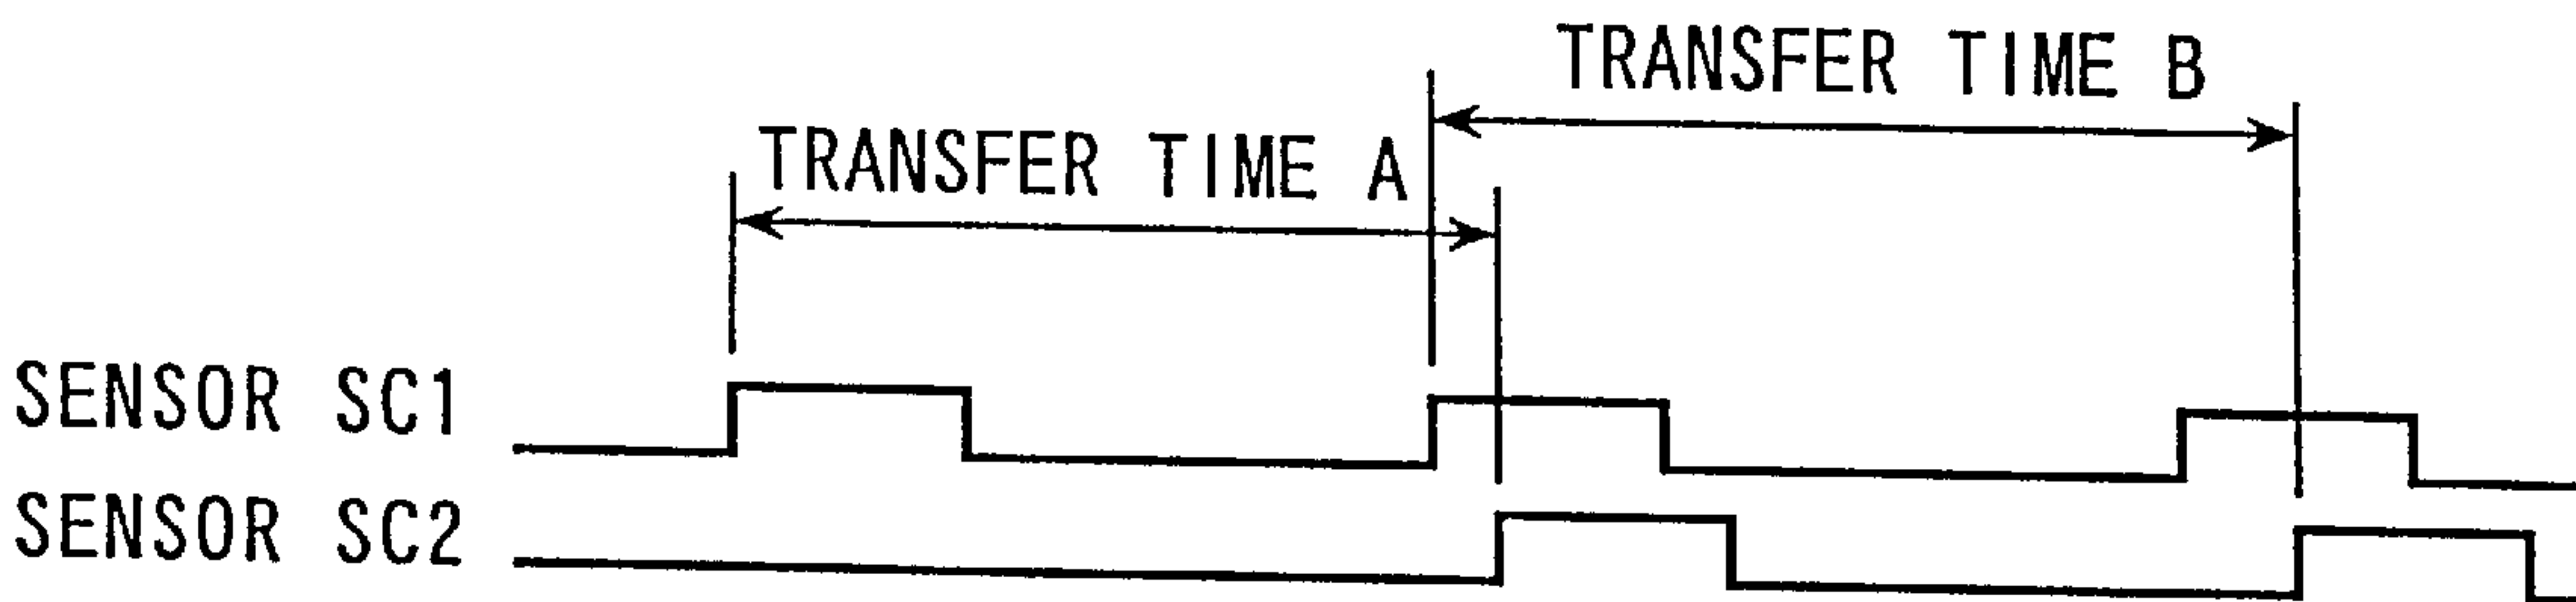 TRANSFER TIME B
TRANSFER TIME A
SENSOR SC1
SENSOR SC2